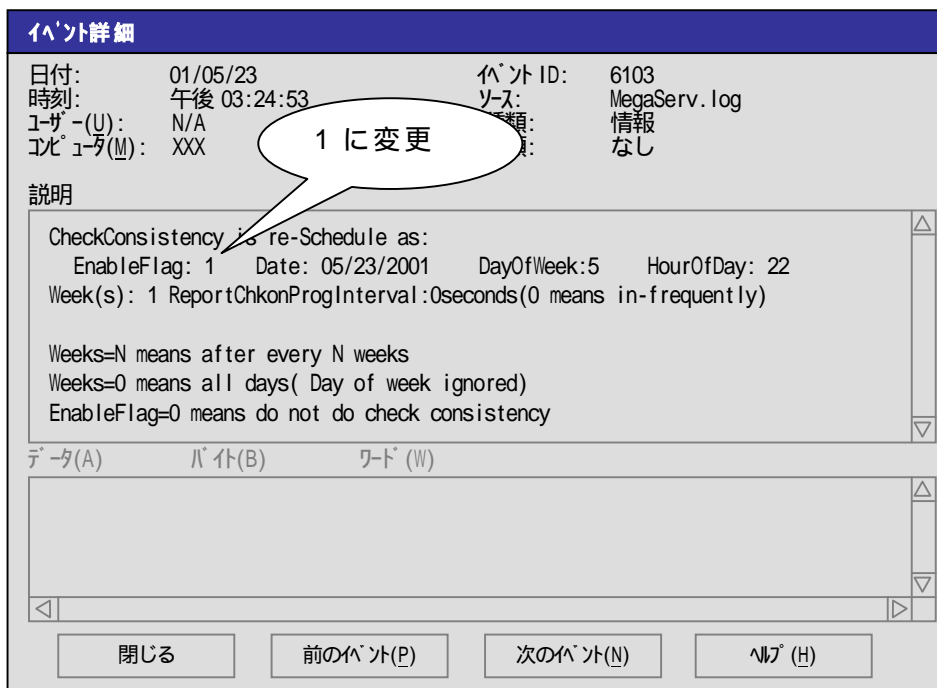 イベント詳細
日付: 01/05/23 イベント ID: 6103
時刻: 午後 03:24:53 ソース: MegaServ.log
ユーザー(U): N/A 種類: 情報
コンピュータ(M): XXX なし
1 に変更
説明
CheckConsistency is re-Schedule as:
EnableFlag: 1 Date: 05/23/2001 DayOfWeek:5 HourOfDay: 22
Week(s): 1 ReportChkonProgInterval:0seconds(0 means in-frequently)
Weeks=N means after every N weeks
Weeks=0 means all days( Day of week ignored)
EnableFlag=0 means do not do check consistency
データ(A) バイト(B) ワード(W)
閉じる 前のイベント(P) 次のイベント(N) ヘルプ(H)